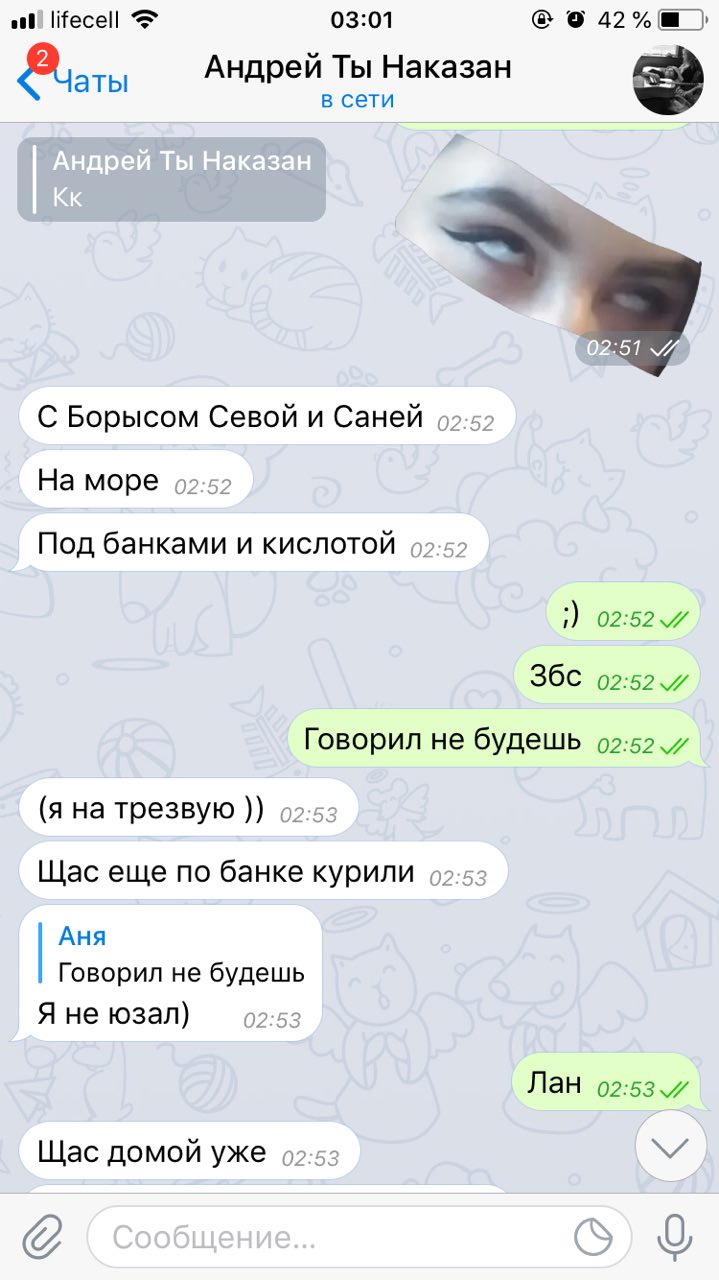 lifecell
03:01
42 %
2
Чаты
Андрей Ты Наказан
в сети
Андрей Ты Наказан
Кк
02:51
С Борысом Севой и Саней 02:52
На море 02:52
Под банками и кислотой 02:52
;) 02:52
Збс 02:52
Говорил не будешь 02:52
(я на трезвую )) 02:53
Щас еще по банке курили 02:53
Аня
Говорил не будешь
Я не юзал) 02:53
Лан 02:53
Щас домой уже 02:53
Сообщение...